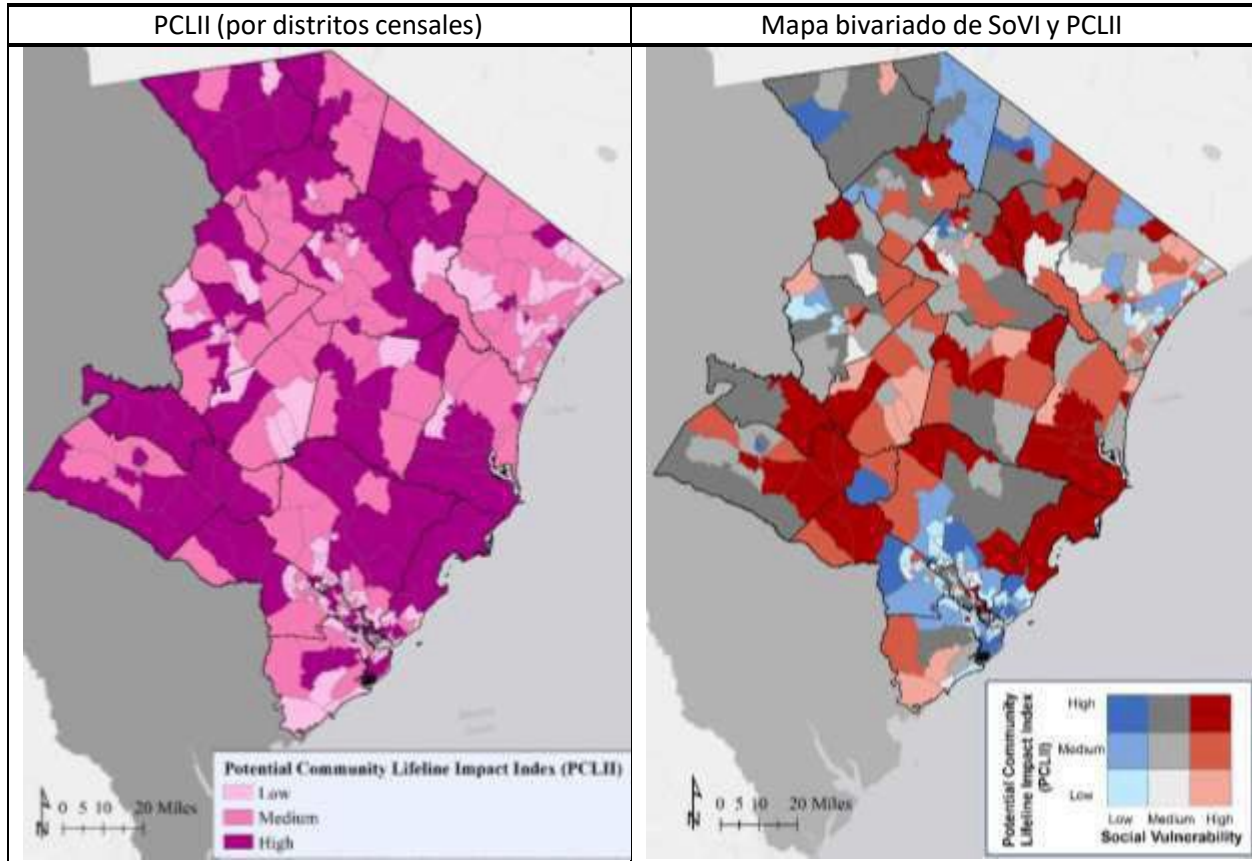 PCLII (por distritos censales)
Mapa bivariado de SoVI y PCLII
Potential Community Lifeline Impact Index (PCLII)
Low
Medium
High
0 5 10 20 Miles
N
0 5 10 20 Miles
N
Potential Community
Lifeline Impact Index
(PCLII)
High
Medium
Low
Low Medium High
Social Vulnerability